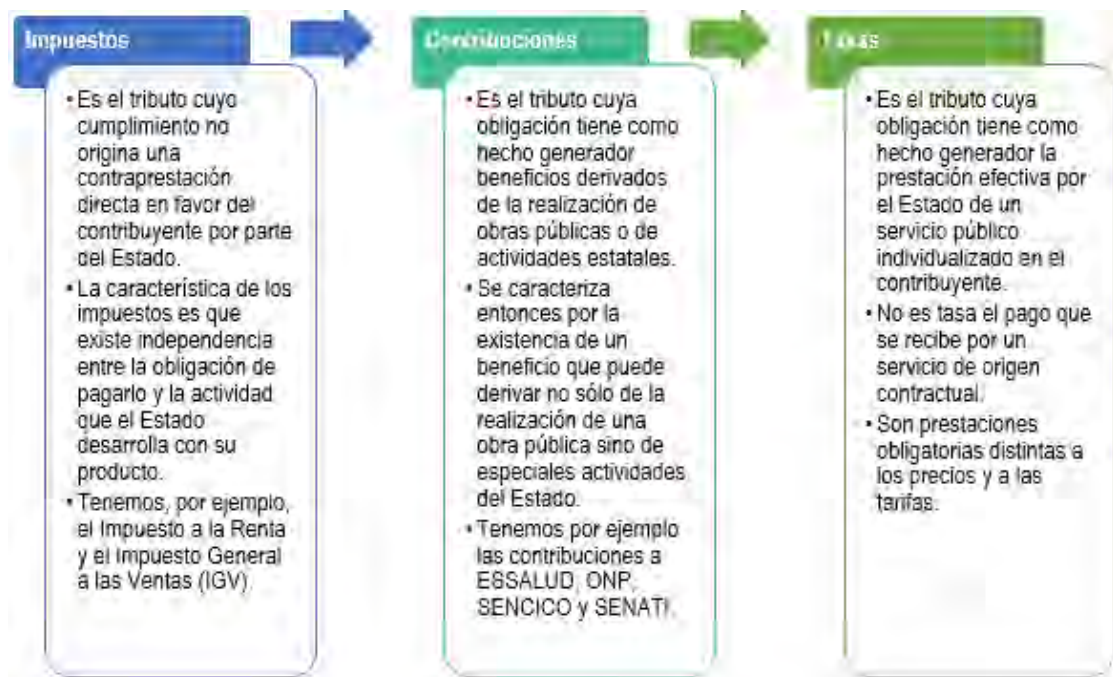 Impuestos
• Es el tributo cuyo
cumplimiento no
origina una
contraprestación
directa en favor del
contribuyente por parte
del Estado.
• La característica de los
impuestos es que
existe independencia
entre la obligación de
pagarlo y la actividad
que el Estado
desarrolla con su
producto.
• Tenemos, por ejemplo,
el Impuesto a la Renta
y el Impuesto General
a las Ventas (IGV)
Contribuciones
• Es el tributo cuya
obligación tiene como
hecho generador
beneficios derivados
de la realización de
obras públicas o de
actividades estatales.
• Se caracteriza
entonces por la
existencia de un
beneficio que puede
derivar no sólo de la
realización de una
obra pública sino de
especiales actividades
del Estado.
• Tenemos por ejemplo
las contribuciones a
ESSALUD, ONP,
SENCICO y SENATI.
Tasas
• Es el tributo cuya
obligación tiene como
hecho generador la
prestación efectiva por
el Estado de un
servicio público
individualizado en el
contribuyente.
• No es tasa el pago que
se recibe por un
servicio de origen
contractual.
• Son prestaciones
obligatorias distintas a
los precios y a las
tarifas.